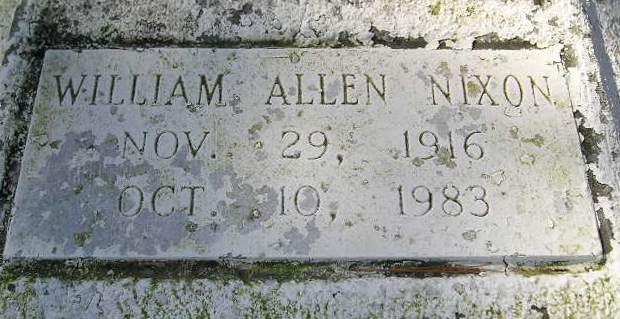 WILLIAM ALLEN NIXON
NOV. 29, 1916
OCT. 10, 1983